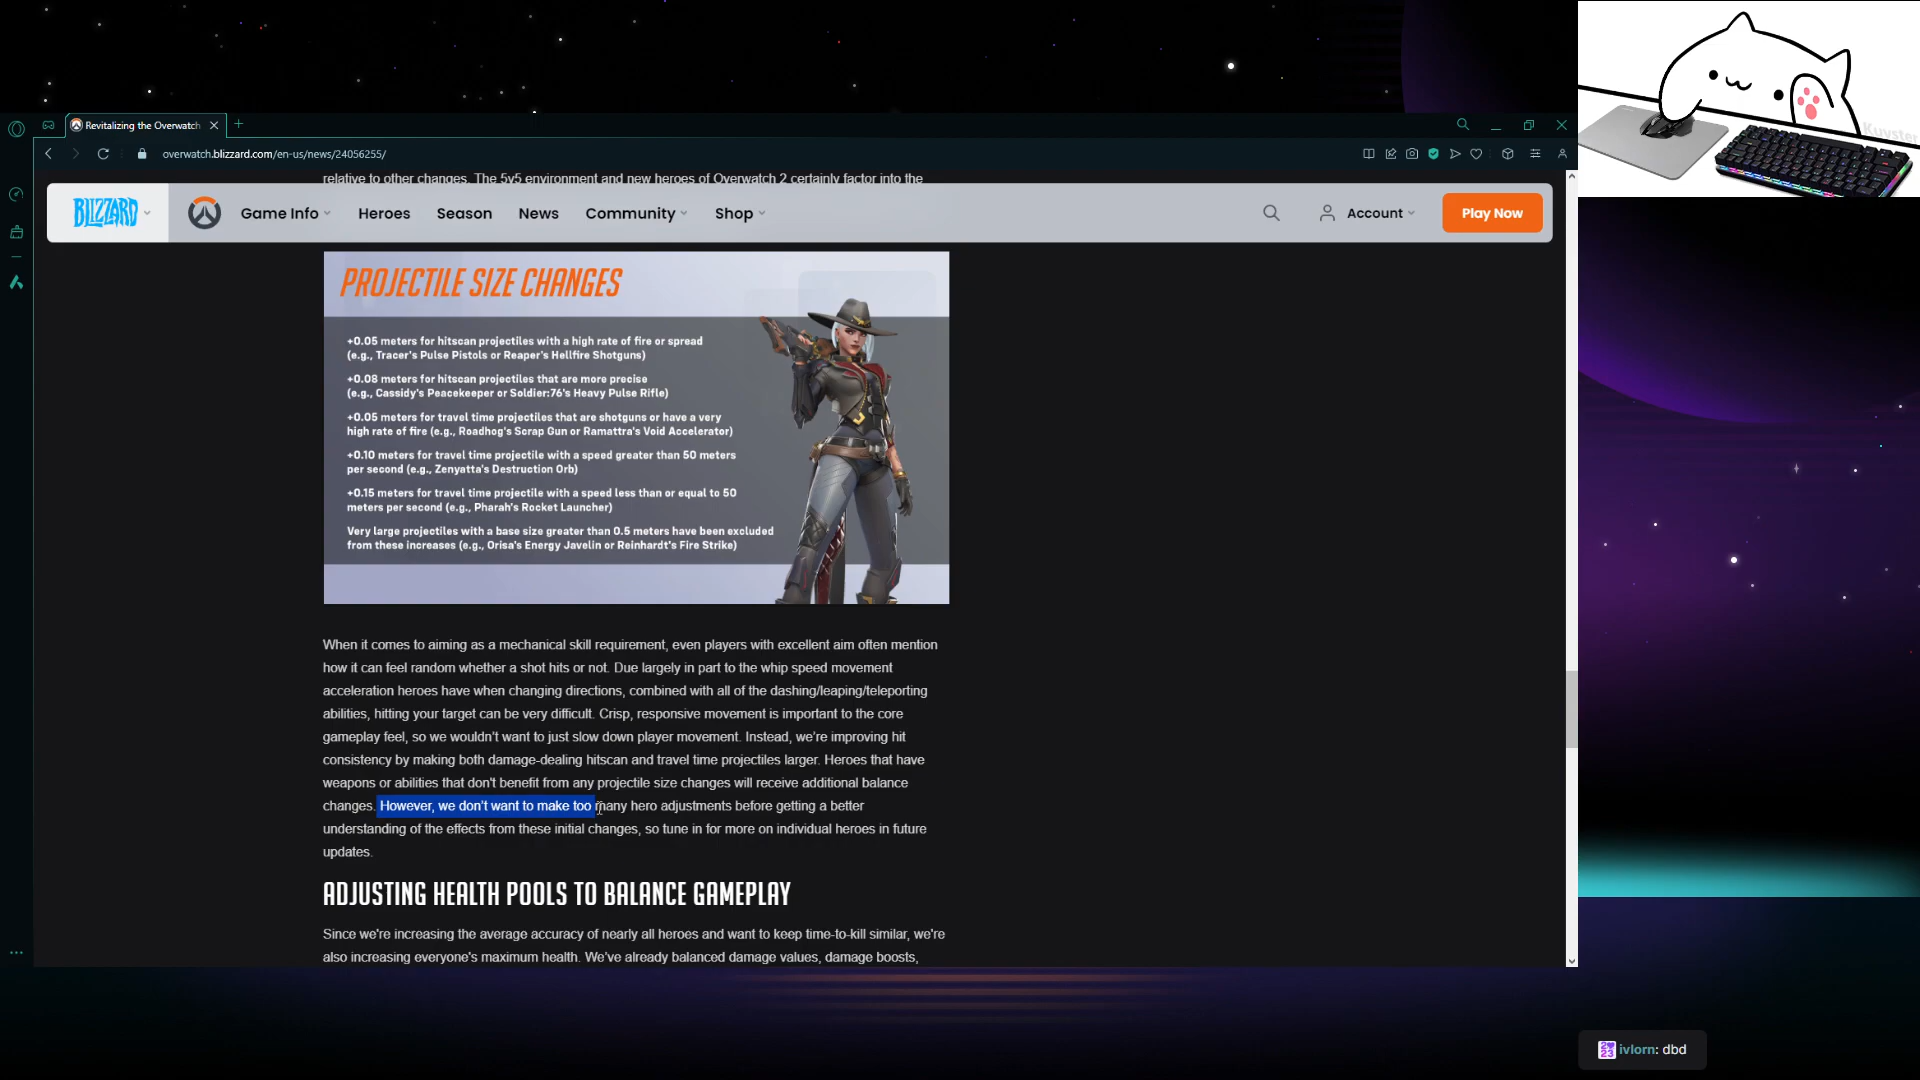 Revitalizing the Overwatch
overwatch.blizzard.com/en-us/news/24056255/
relative to other changes. The 5v5 environment and new heroes of Overwatch 2 certainly factor into the
BLIZZARD
Game Info
Heroes
Season
News
Community
Shop
Account
Play Now
PROJECTILE SIZE CHANGES
+0.05 meters for hitscan projectiles with a high rate of fire or spread
(e.g., Tracer's Pulse Pistols or Reaper's Hellfire Shotguns)
+0.08 meters for hitscan projectiles that are more precise
(e.g., Cassidy's Peacekeeper or Soldier:76's Heavy Pulse Rifle)
+0.05 meters for travel time projectiles that are shotguns or have a very
high rate of fire (e.g., Roadhog's Scrap Gun or Ramattra's Void Accelerator)
+0.10 meters for travel time projectile with a speed greater than 50 meters
per second (e.g., Zenyatta's Destruction Orb)
+0.15 meters for travel time projectile with a speed less than or equal to 50
meters per second (e.g., Pharah's Rocket Launcher)
Very large projectiles with a base size greater than 0.5 meters have been excluded
from these increases (e.g., Orisa's Energy Javelin or Reinhardt's Fire Strike)
When it comes to aiming as a mechanical skill requirement, even players with excellent aim often mention
how it can feel random whether a shot hits or not. Due largely in part to the whip speed movement
acceleration heroes have when changing directions, combined with all of the dashing/leaping/teleporting
abilities, hitting your target can be very difficult. Crisp, responsive movement is important to the core
gameplay feel, so we wouldn't want to just slow down player movement. Instead, we're improving hit
consistency by making both damage-dealing hitscan and travel time projectiles larger. Heroes that have
weapons or abilities that don't benefit from any projectile size changes will receive additional balance
changes. However, we don't want to make too many hero adjustments before getting a better
understanding of the effects from these initial changes, so tune in for more on individual heroes in future
updates.
ADJUSTING HEALTH POOLS TO BALANCE GAMEPLAY
Since we're increasing the average accuracy of nearly all heroes and want to keep time-to-kill similar, we're
also increasing everyone's maximum health. We've already balanced damage values, damage boosts,
Kuvster
ivlorn: dbd